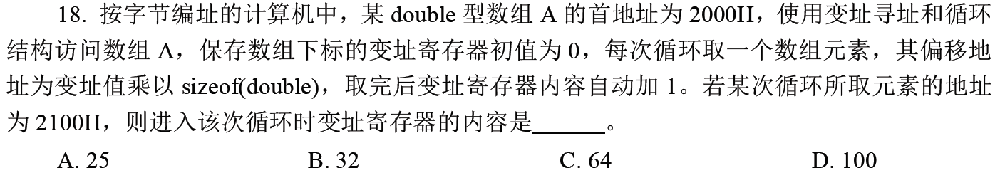 18. 按字节编址的计算机中，某 double 型数组 A 的首地址为 2000H，使用变址寻址和循环
结构访问数组 A，保存数组下标的变址寄存器初值为 0，每次循环取一个数组元素，其偏移地
址为变址值乘以 sizeof(double)，取完后变址寄存器内容自动加 1。若某次循环所取元素的地址
为 2100H，则进入该次循环时变址寄存器的内容是______。
A. 25 B. 32 C. 64 D. 100